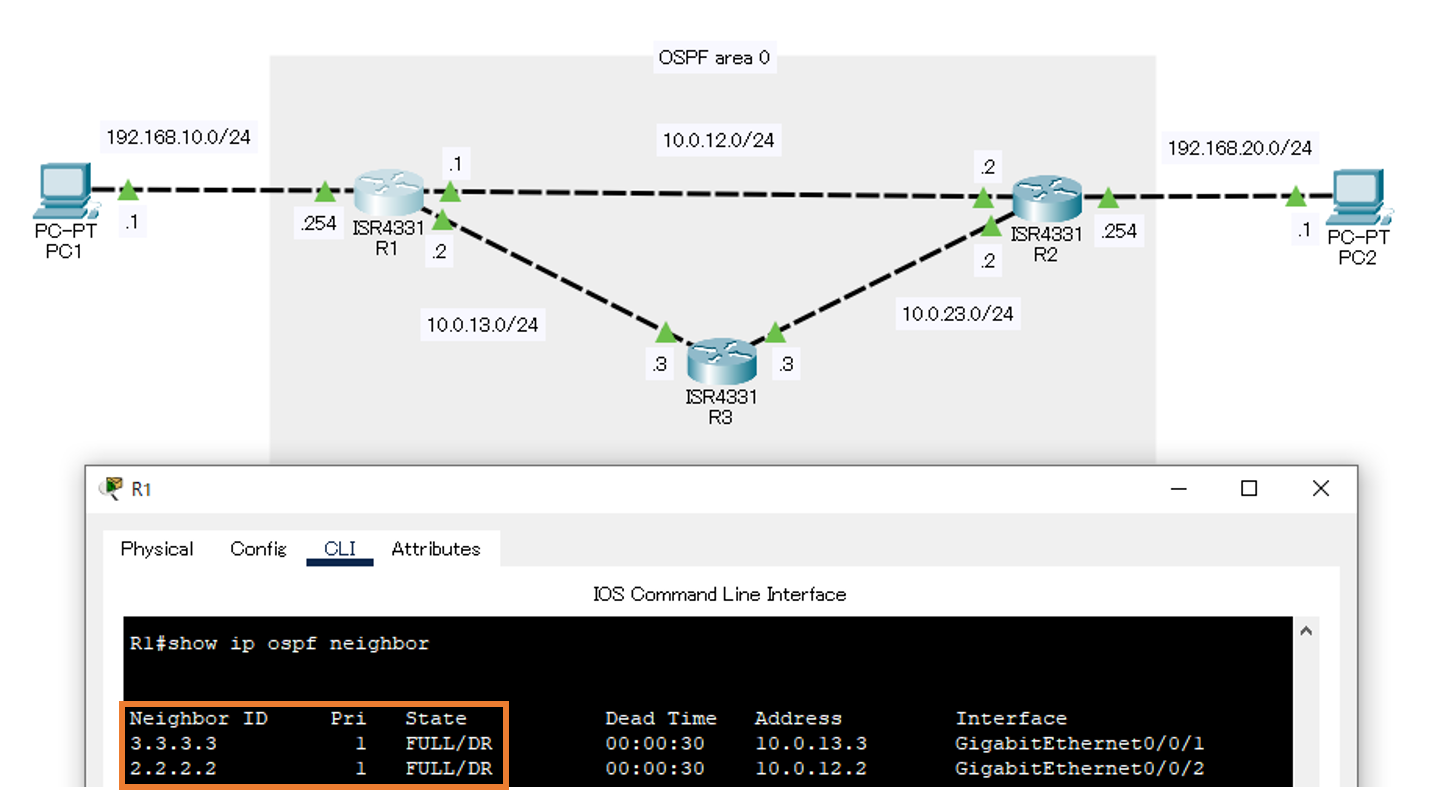 OSPF area 0
192.168.10.0/24
10.0.12.0/24
192.168.20.0/24
.1
.2
.1
.254
.254
.1
PC-PT
PC1
ISR4331
R1
.2
ISR4331
R2
.2
PC-PT
PC2
10.0.13.0/24
10.0.23.0/24
.3
.3
ISR4331
R3
R1
Physical Config CLI Attributes
IOS Command Line Interface
R1#show ip ospf neighbor
Neighbor ID Pri State Dead Time Address Interface
3.3.3.3 1 FULL/DR 00:00:30 10.0.13.3 GigabitEthernet0/0/1
2.2.2.2 1 FULL/DR 00:00:30 10.0.12.2 GigabitEthernet0/0/2